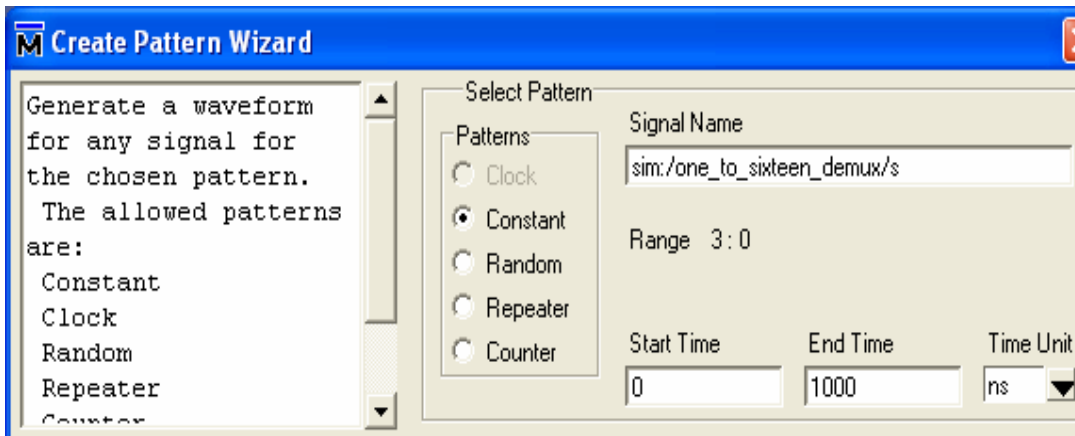 Create Pattern Wizard
Generate a waveform
for any signal for
the chosen pattern.
The allowed patterns
are:
Constant
Clock
Random
Repeater
Counter
Select Pattern
Patterns
Clock
Constant
Random
Repeater
Counter
Signal Name
sim:/one_to_sixteen_demux/s
Range 3 : 0
Start Time End Time Time Unit
0 1000 ns